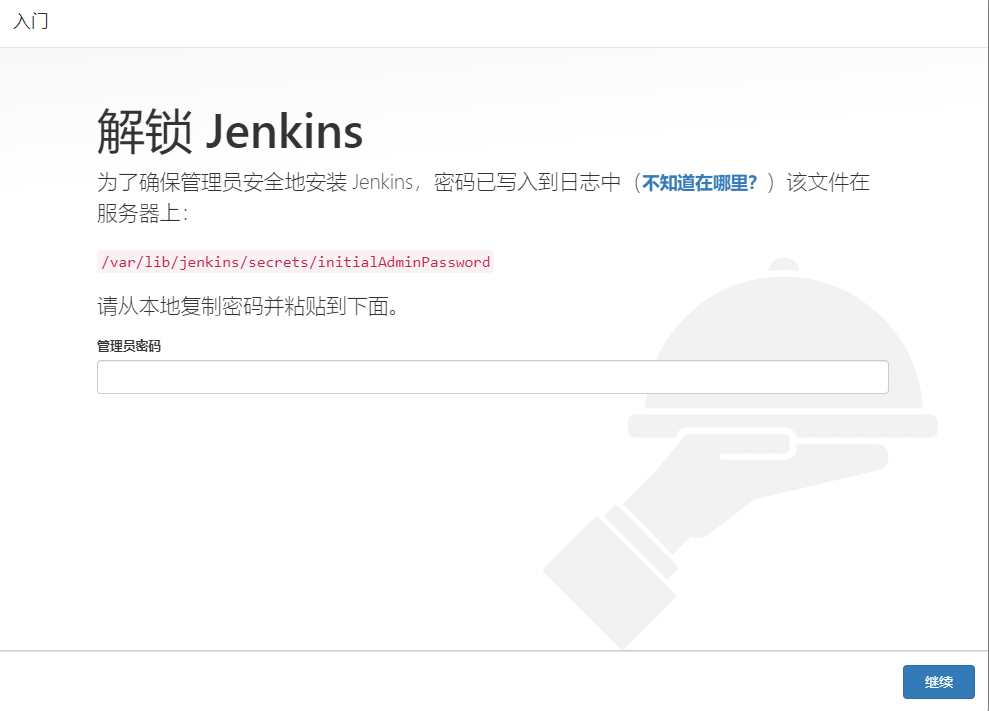 入门
解锁 Jenkins
为了确保管理员安全地安装 Jenkins，密码已写入到日志中（不知道在哪里？）该文件在
服务器上：
/var/lib/jenkins/secrets/initialAdminPassword
请从本地复制密码并粘贴到下面。
管理员密码
继续